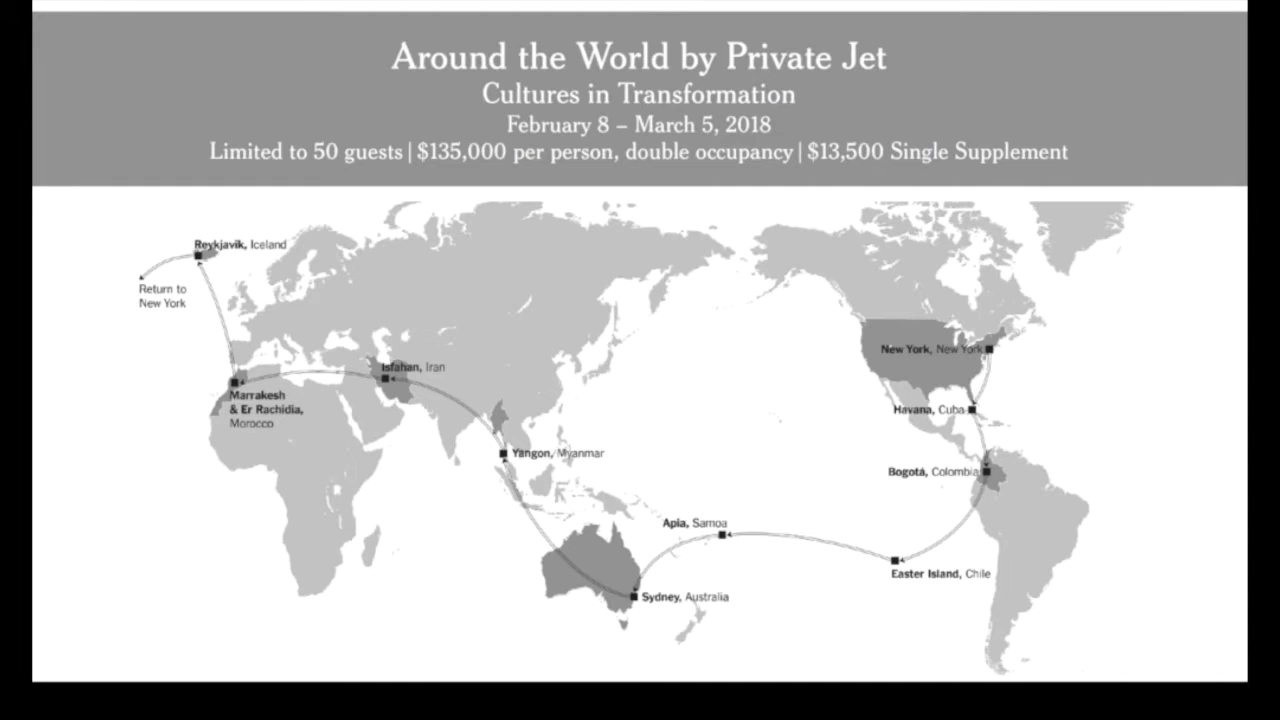 Around the World by Private Jet
Cultures in Transformation
February 8 – March 5, 2018
Limited to 50 guests | $135,000 per person, double occupancy | $13,500 Single Supplement
Reykjavik, Iceland
Return to
New York
New York, New York
Isfahan, Iran
Marrakesh
& Er Rachidia,
Morocco
Havana, Cuba
Yangon, Myanmar
Bogotá, Colombia
Apia, Samoa
Easter Island, Chile
Sydney, Australia